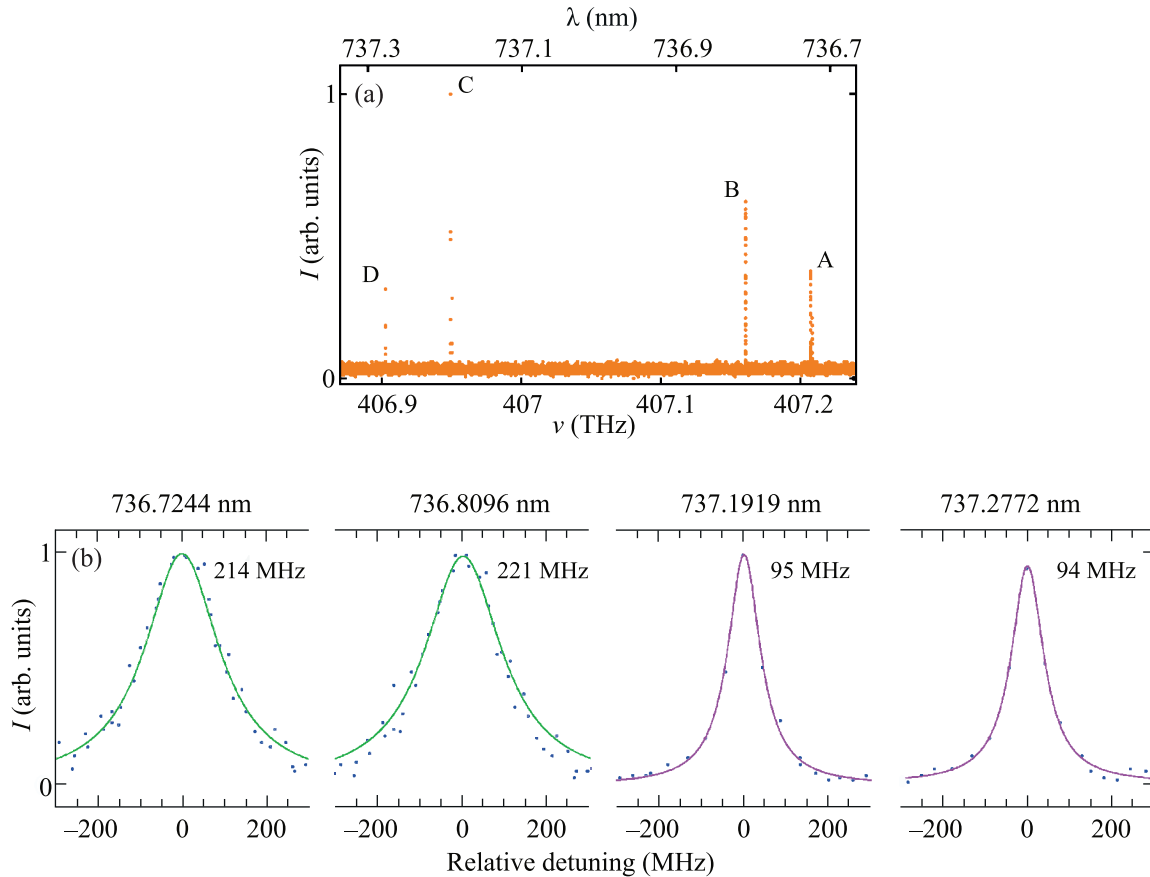 λ (nm)
737.3 737.1 736.9 736.7
(a)
C
B
A
D
1
0
I (arb. units)
406.9 407 407.1 407.2
ν (THz)
736.7244 nm 736.8096 nm 737.1919 nm 737.2772 nm
(b)
214 MHz 221 MHz 95 MHz 94 MHz
1
0
I (arb. units)
–200 0 200 –200 0 200 –200 0 200 –200 0 200
Relative detuning (MHz)